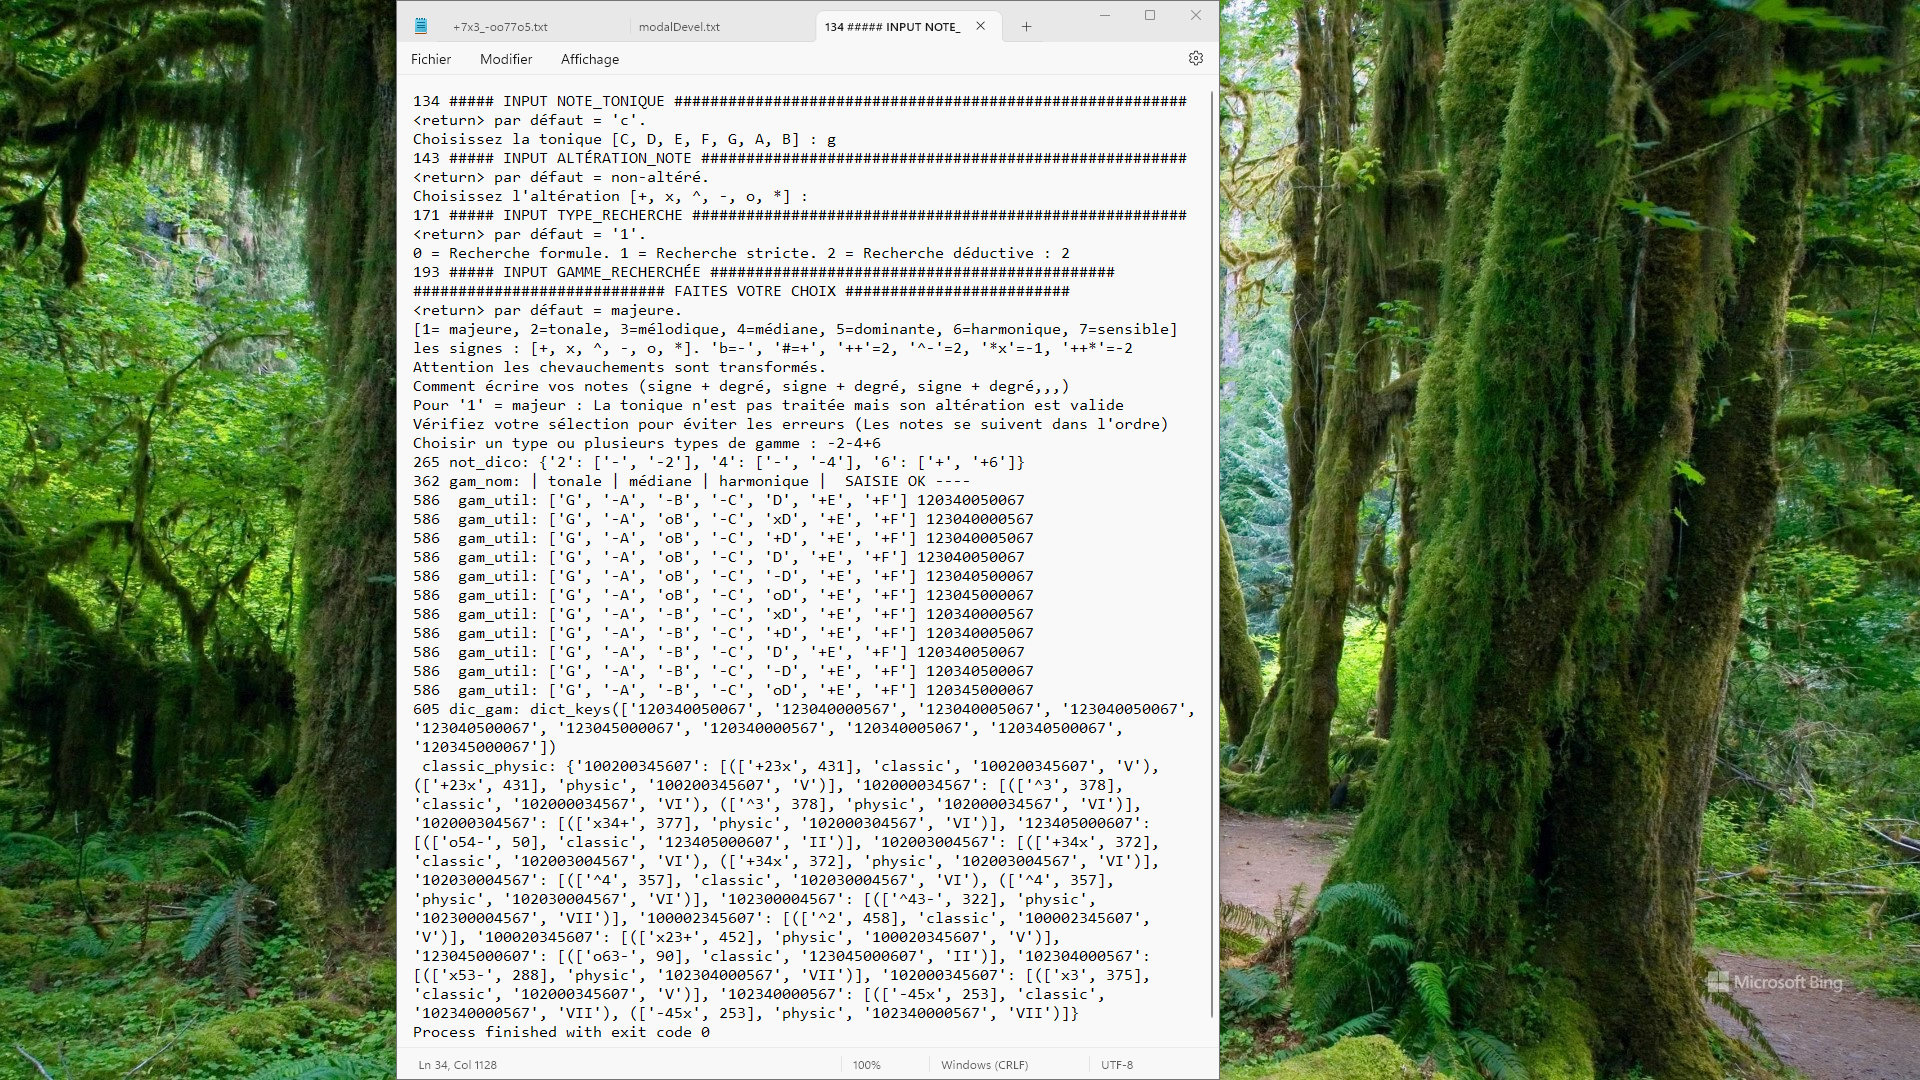 +7x3_-oo77o5.txt
modalDevel.txt
134 ##### INPUT NOTE_
Fichier Modifier Affichage
134 ##### INPUT NOTE_TONIQUE #########################################################
<return> par défaut = 'c'.
Choisissez la tonique [C, D, E, F, G, A, B] : g
143 ##### INPUT ALTÉRATION_NOTE ######################################################
<return> par défaut = non-altéré.
Choisissez l'altération [+, x, ^, -, o, *] :
171 ##### INPUT TYPE_RECHERCHE #######################################################
<return> par défaut = '1'.
0 = Recherche formule. 1 = Recherche stricte. 2 = Recherche déductive : 2
193 ##### INPUT GAMME_RECHERCHÉE #############################################
############################ FAITES VOTRE CHOIX #########################
<return> par défaut = majeure.
[1= majeure, 2=tonale, 3=mélodique, 4=médiane, 5=dominante, 6=harmonique, 7=sensible]
les signes : [+, x, ^, -, o, *]. 'b=-', '#=+', '++'=2, '^-'=2, '*x'=-1, '++*'=-2
Attention les chevauchements sont transformés.
Comment écrire vos notes (signe + degré, signe + degré, signe + degré,,,)
Pour '1' = majeur : La tonique n'est pas traitée mais son altération est valide
Vérifiez votre sélection pour éviter les erreurs (Les notes se suivent dans l'ordre)
Choisir un type ou plusieurs types de gamme : -2-4+6
265 not_dico: {'2': ['-', '-2'], '4': ['-', '-4'], '6': ['+', '+6']}
362 gam_nom: | tonale | médiane | harmonique |  SAISIE OK ----
586  gam_util: ['G', '-A', '-B', '-C', 'D', '+E', '+F'] 120340050067
586  gam_util: ['G', '-A', 'oB', '-C', 'xD', '+E', '+F'] 123040000567
586  gam_util: ['G', '-A', 'oB', '-C', '+D', '+E', '+F'] 123040005067
586  gam_util: ['G', '-A', 'oB', '-C', 'D', '+E', '+F'] 123040050067
586  gam_util: ['G', '-A', 'oB', '-C', '-D', '+E', '+F'] 123040500067
586  gam_util: ['G', '-A', 'oB', '-C', 'oD', '+E', '+F'] 123045000067
586  gam_util: ['G', '-A', '-B', '-C', 'xD', '+E', '+F'] 120340000567
586  gam_util: ['G', '-A', '-B', '-C', '+D', '+E', '+F'] 120340005067
586  gam_util: ['G', '-A', '-B', '-C', 'D', '+E', '+F'] 120340050067
586  gam_util: ['G', '-A', '-B', '-C', '-D', '+E', '+F'] 120340500067
586  gam_util: ['G', '-A', '-B', '-C', 'oD', '+E', '+F'] 120345000067
605 dic_gam: dict_keys(['120340050067', '123040000567', '123040005067', '123040050067',
'123040500067', '123045000067', '120340000567', '120340005067', '120340500067',
'120345000067'])
classic_physic: {'100200345607': [(['+23x', 431], 'classic', '100200345607', 'V'),
(['+23x', 431], 'physic', '100200345607', 'V')], '102000034567': [(['^3', 378],
'classic', '102000034567', 'VI'), (['^3', 378], 'physic', '102000034567', 'VI')],
'102000304567': [(['x34+', 377], 'physic', '102000304567', 'VI')], '123405000607':
[(['o54-', 50], 'classic', '123405000607', 'II')], '102003004567': [(['+34x', 372],
'classic', '102003004567', 'VI'), (['+34x', 372], 'physic', '102003004567', 'VI')],
'102030004567': [(['^4', 357], 'classic', '102030004567', 'VI'), (['^4', 357],
'physic', '102030004567', 'VI')], '102300004567': [(['^43-', 322], 'physic',
'102300004567', 'VII')], '100002345607': [(['^2', 458], 'classic', '100002345607',
'V')], '100020345607': [(['x23+', 452], 'physic', '100020345607', 'V')],
'123045000607': [(['o63-', 90], 'classic', '123045000607', 'II')], '102304000567':
[(['x53-', 288], 'physic', '102304000567', 'VII')], '102000345607': [(['x3', 375],
'classic', '102000345607', 'V')], '102340000567': [(['-45x', 253], 'classic',
'102340000567', 'VII'), (['-45x', 253], 'physic', '102340000567', 'VII')]}
Process finished with exit code 0
Ln 34, Col 1128
100%
Windows (CRLF)
UTF-8
Microsoft Bing